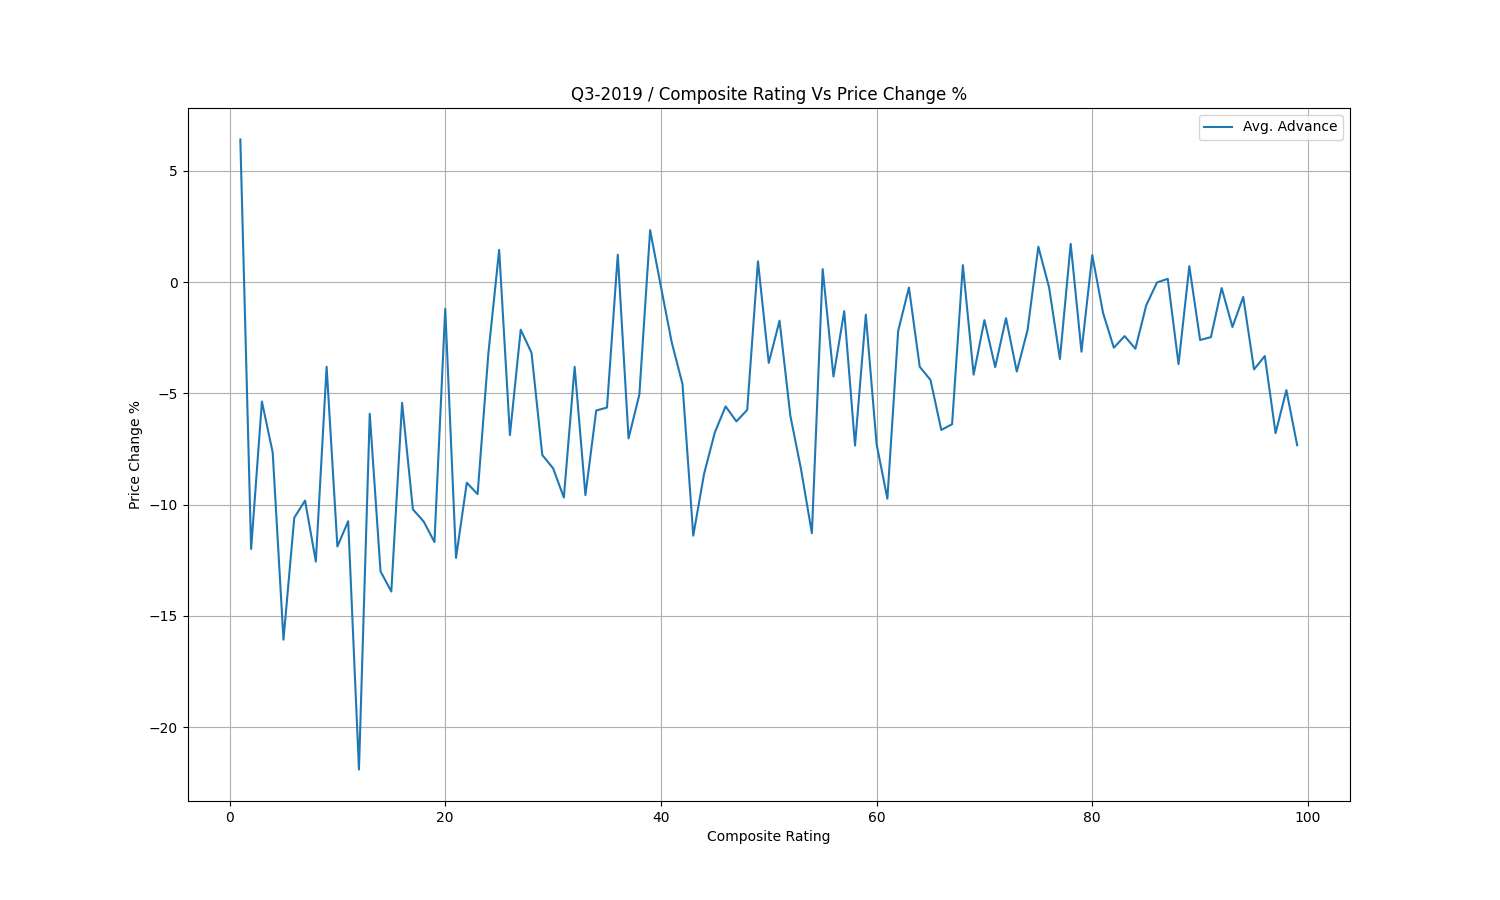 Q3-2019 / Composite Rating Vs Price Change %
Avg. Advance
Price Change %
5
0
−5
−10
−15
−20
0 20 40 60 80 100
Composite Rating